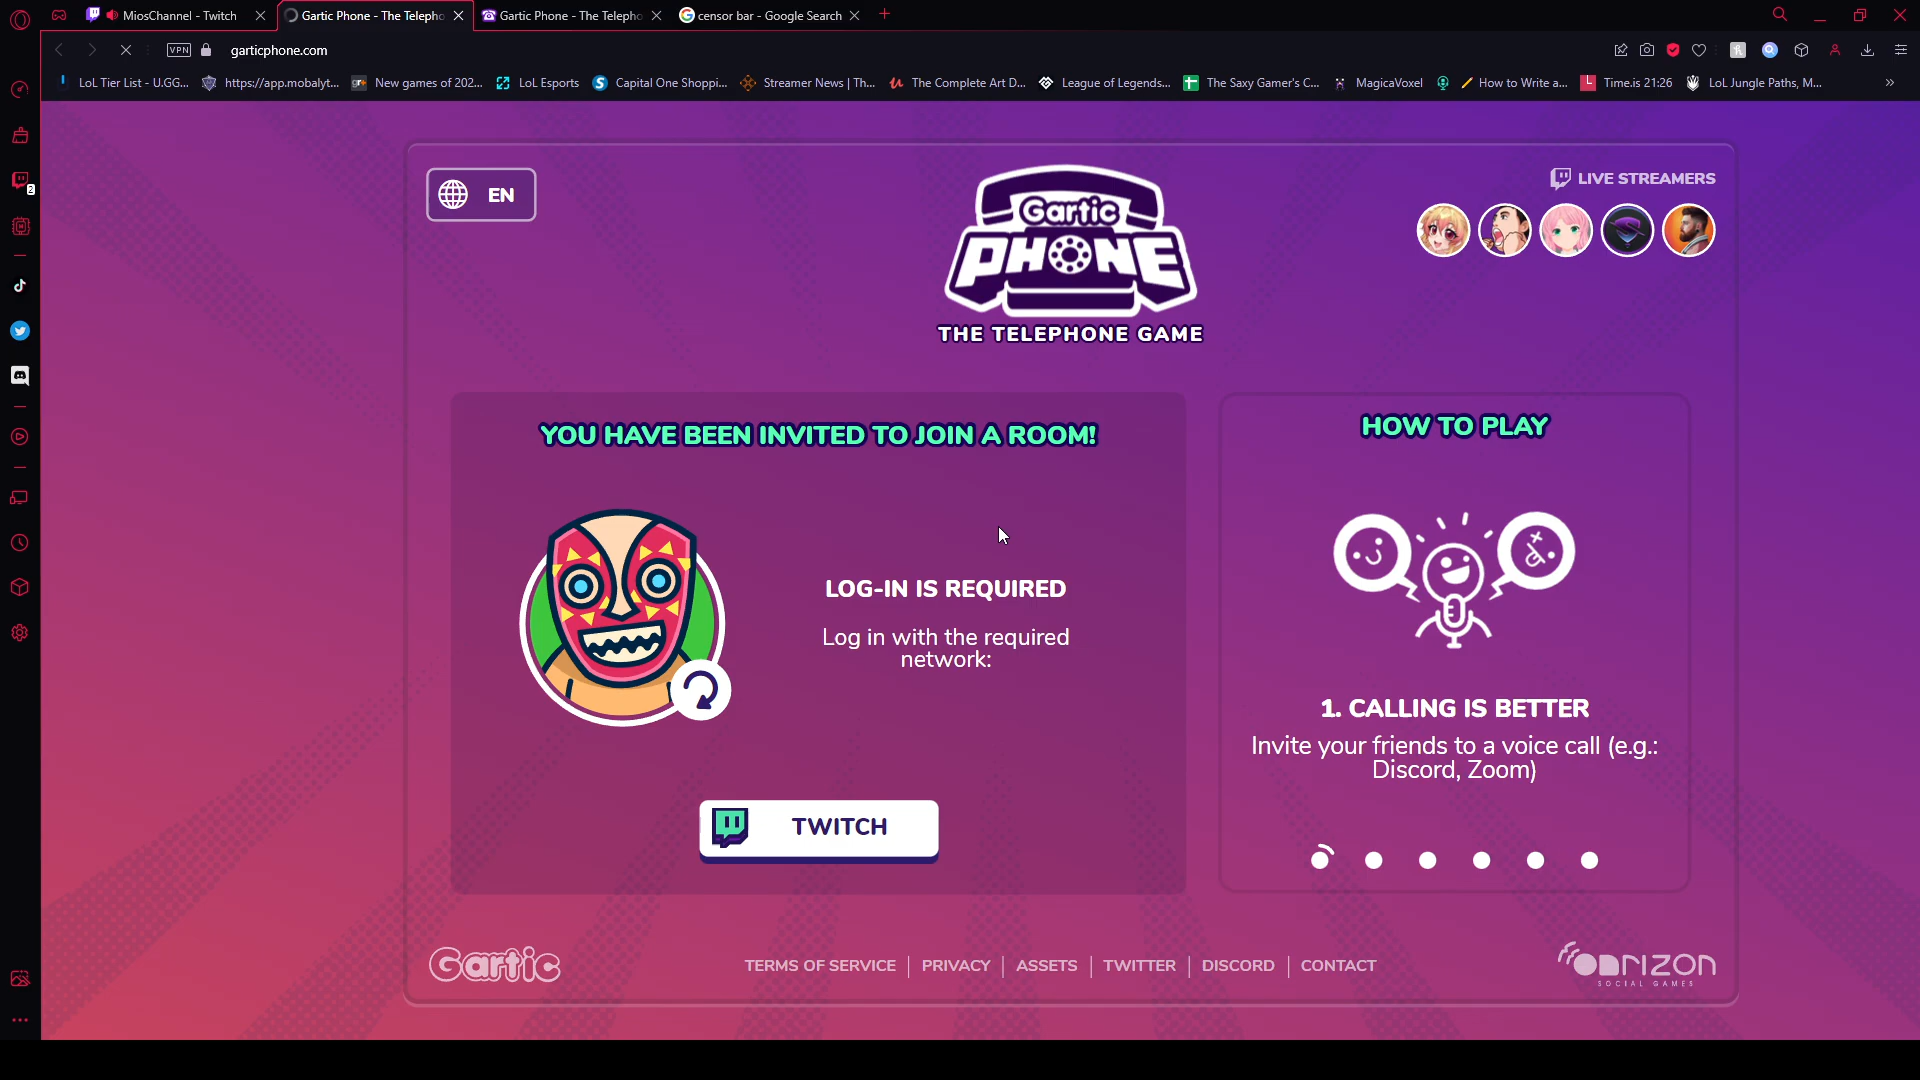 MiosChannel - Twitch
Gartic Phone - The Telepho
Gartic Phone - The Telepho
censor bar - Google Search
VPN
garticphone.com
LoL Tier List - U.GG...
https://app.mobalyt...
gr+
New games of 202...
LoL Esports
Capital One Shoppi...
Streamer News | Th...
The Complete Art D...
League of Legends...
The Saxy Gamer's C...
MagicaVoxel
How to Write a...
Time.is 21:26
LoL Jungle Paths, M...
2
EN
Gartic
PHONE
THE TELEPHONE GAME
LIVE STREAMERS
YOU HAVE BEEN INVITED TO JOIN A ROOM!
LOG-IN IS REQUIRED
Log in with the required
network:
TWITCH
HOW TO PLAY
1. CALLING IS BETTER
Invite your friends to a voice call (e.g.:
Discord, Zoom)
Gartic
TERMS OF SERVICE | PRIVACY | ASSETS | TWITTER | DISCORD | CONTACT
ONRIZON
SOCIAL GAMES